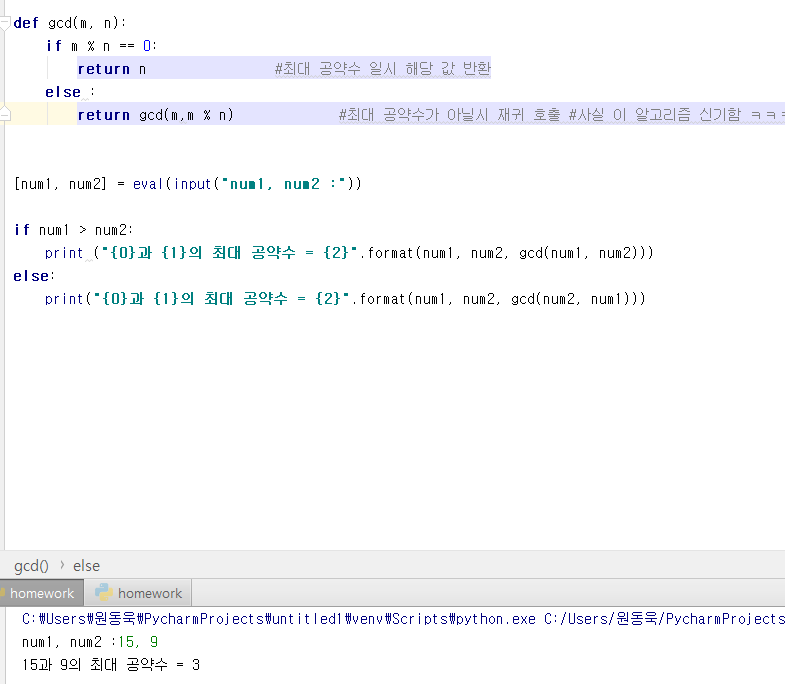 def gcd(m, n):
    if m % n == 0:
        return n                #최대 공약수 일시 해당 값 반환
    else :
        return gcd(m,m % n)             #최대 공약수가 아닐시 재귀 호출 #사실 이 알고리즘 신기함 ㅋㅋ
[num1, num2] = eval(input("num1, num2 :"))
if num1 > num2:
    print ("{0}과 {1}의 최대 공약수 = {2}".format(num1, num2, gcd(num1, num2)))
else:
    print("{0}과 {1}의 최대 공약수 = {2}".format(num1, num2, gcd(num2, num1)))
gcd() › else
homework homework
C:\Users\원동욱\PycharmProjects\untitled1\venv\Scripts\python.exe C:/Users/원동욱/PycharmProjects
num1, num2 :15, 9
15과 9의 최대 공약수 = 3